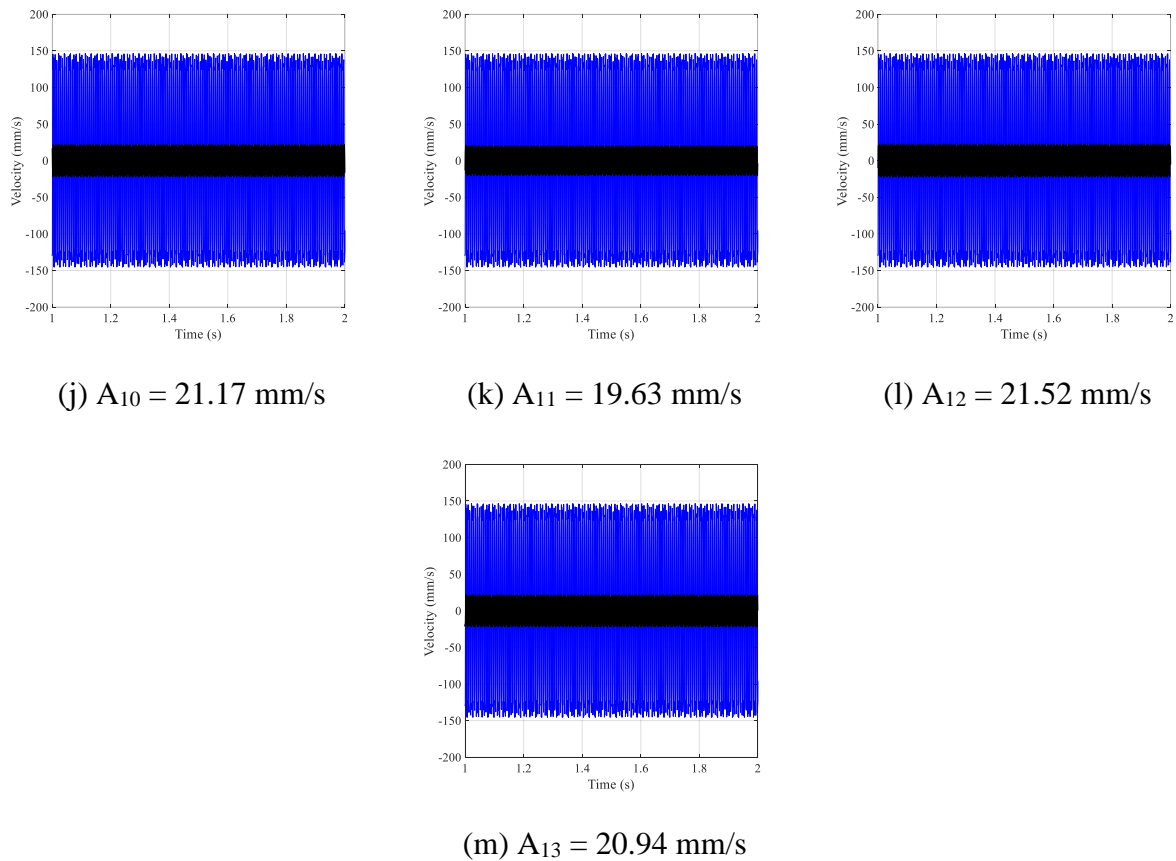 200
150
100
50
0
-50
-100
-150
-200
Velocity (mm/s)
1 1.2 1.4 1.6 1.8 2
Time (s)
200
150
100
50
0
-50
-100
-150
-200
Velocity (mm/s)
1 1.2 1.4 1.6 1.8 2
Time (s)
200
150
100
50
0
-50
-100
-150
-200
Velocity (mm/s)
1 1.2 1.4 1.6 1.8 2
Time (s)
(j) A₁₀ = 21.17 mm/s
(k) A₁₁ = 19.63 mm/s
(l) A₁₂ = 21.52 mm/s
200
150
100
50
0
-50
-100
-150
-200
Velocity (mm/s)
1 1.2 1.4 1.6 1.8 2
Time (s)
(m) A₁₃ = 20.94 mm/s